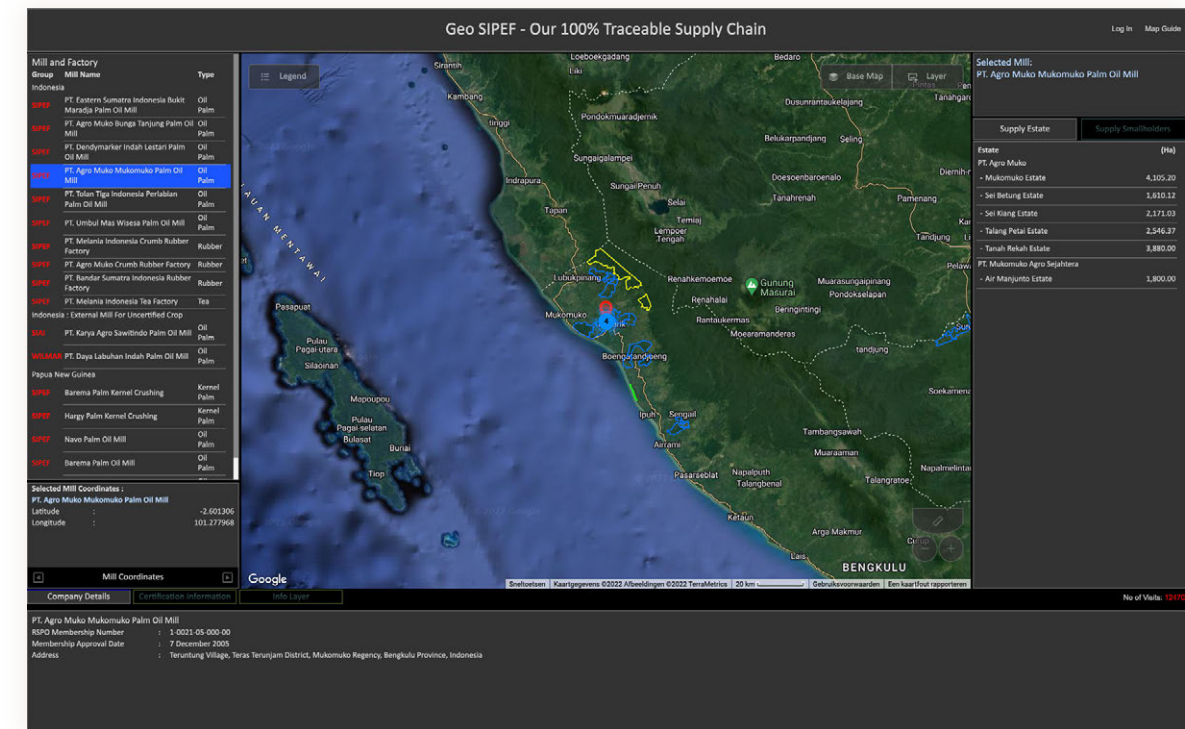 Geo SIPEF - Our 100% Traceable Supply Chain
Log In Map Guide
Mill and Factory
Group Mill Name Type
Indonesia
SIPEF PT. Eastern Sumatra Indonesia Bukit Maradja Palm Oil Mill Oil Palm
SIPEF PT. Agro Muko Bunga Tanjung Palm Oil Mill Oil Palm
SIPEF PT. Dendymarker Indah Lestari Palm Oil Mill Oil Palm
PT. Agro Muko Mukomuko Palm Oil Mill Oil Palm
SIPEF PT. Tolan Tiga Indonesia Perlabian Palm Oil Mill Oil Palm
SIPEF PT. Umbul Mas Wisesa Palm Oil Mill Oil Palm
SIPEF PT. Melania Indonesia Crumb Rubber Factory Rubber
SIPEF PT. Agro Muko Crumb Rubber Factory Rubber
SIPEF PT. Bandar Sumatra Indonesia Rubber Factory Rubber
SIPEF PT. Melania Indonesia Tea Factory Tea
Indonesia : External Mill For Uncertified Crop
PT. Karya Agro Sawitindo Palm Oil Mill Oil Palm
WILMAR PT. Daya Labuhan Indah Palm Oil Mill Oil Palm
Papua New Guinea
SIPEF Barema Palm Kernel Crushing Kernel Palm
SIPEF Hargy Palm Kernel Crushing Kernel Palm
SIPEF Navo Palm Oil Mill Oil Palm
SIPEF Barema Palm Oil Mill Oil Palm
Selected Mill Coordinates :
PT. Agro Muko Mukomuko Palm Oil Mill
Latitude : -2.601306
Longitude : 101.277968
Mill Coordinates
Legend
Base Map
Layer
Loeboekgadang
Liki
Bedaro
Sirantih
Kambang
Dusunrantaukelajang
Tanahgan
tinggi
Pondokmuaradjernik
Belukarpandjang
Seling
Sungaigalampei
Indrapura
Sungai Penuh
Doesoenbaroenalo
Diernih-r
Selai
Tanahrenah
Pamenang
Tapan
Temiaj
Lempoer Tengah
Tandjung
Lubukpinang
Renahkemoemoe
Gunung Masurai
Muarasungaipinang
Pondokselapan
Renahalai
Beringintingi
Mukomuko
Rantaukermas
Moearamanderas
Boengatandjoeng
tandjung
Pasapuat
Pulau Pagai utara
Silaoinan
Soekamena
Mapoupou
Pulau Pagai selatan
Bulasat
Buriai
Tiop
Ipuh
Sengail
Airrami
Tambangsawah
Muaraaman
Pasarseblat
Napalputh
Talangbenal
Talangratoe
Napalmelintang
Ketaun
Arga Makmur
Curup
Lais
BENGKULU
Google
Sneltoetsen Kaartgegevens ©2022 Afbeeldingen ©2022 TerraMetrics 20 km Gebruiksvoorwaarden Een kaartfout rapporteren
Selected Mill:
PT. Agro Muko Mukomuko Palm Oil Mill
Supply Estate Supply Smallholders
Estate (Ha)
PT. Agro Muko
- Mukomuko Estate 4,105.20
- Sei Betung Estate 1,610.12
- Sei Kiang Estate 2,171.03
- Talang Petai Estate 2,546.37
- Tanah Rekah Estate 3,880.00
PT. Mukomuko Agro Sejahtera
- Air Manjunto Estate 1,800.00
Company Details Certification Information Info Layer
No of Visits: 12470
PT. Agro Muko Mukomuko Palm Oil Mill
RSPO Membership Number : 1-0021-05-000-00
Membership Approval Date : 7 December 2005
Address : Teruntung Village, Teras Terunjam District, Mukomuko Regency, Bengkulu Province, Indonesia